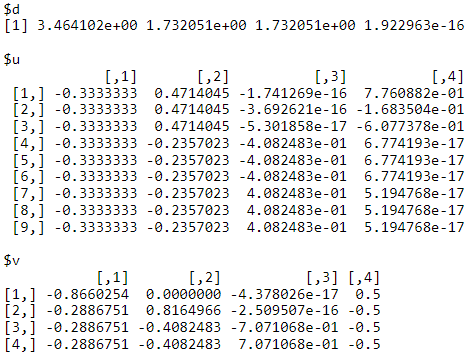 $d
[1] 3.464102e+00 1.732051e+00 1.732051e+00 1.922963e-16
$u
[,1] [,2] [,3] [,4]
[1,] -0.3333333 0.4714045 -1.741269e-16 7.760882e-01
[2,] -0.3333333 0.4714045 -3.692621e-16 -1.683504e-01
[3,] -0.3333333 0.4714045 -5.301858e-17 -6.077378e-01
[4,] -0.3333333 -0.2357023 -4.082483e-01 6.774193e-17
[5,] -0.3333333 -0.2357023 -4.082483e-01 6.774193e-17
[6,] -0.3333333 -0.2357023 -4.082483e-01 6.774193e-17
[7,] -0.3333333 -0.2357023 4.082483e-01 5.194768e-17
[8,] -0.3333333 -0.2357023 4.082483e-01 5.194768e-17
[9,] -0.3333333 -0.2357023 4.082483e-01 5.194768e-17
$v
[,1] [,2] [,3] [,4]
[1,] -0.8660254 0.0000000 -4.378026e-17 0.5
[2,] -0.2886751 0.8164966 -2.509507e-16 -0.5
[3,] -0.2886751 -0.4082483 -7.071068e-01 -0.5
[4,] -0.2886751 -0.4082483 7.071068e-01 -0.5